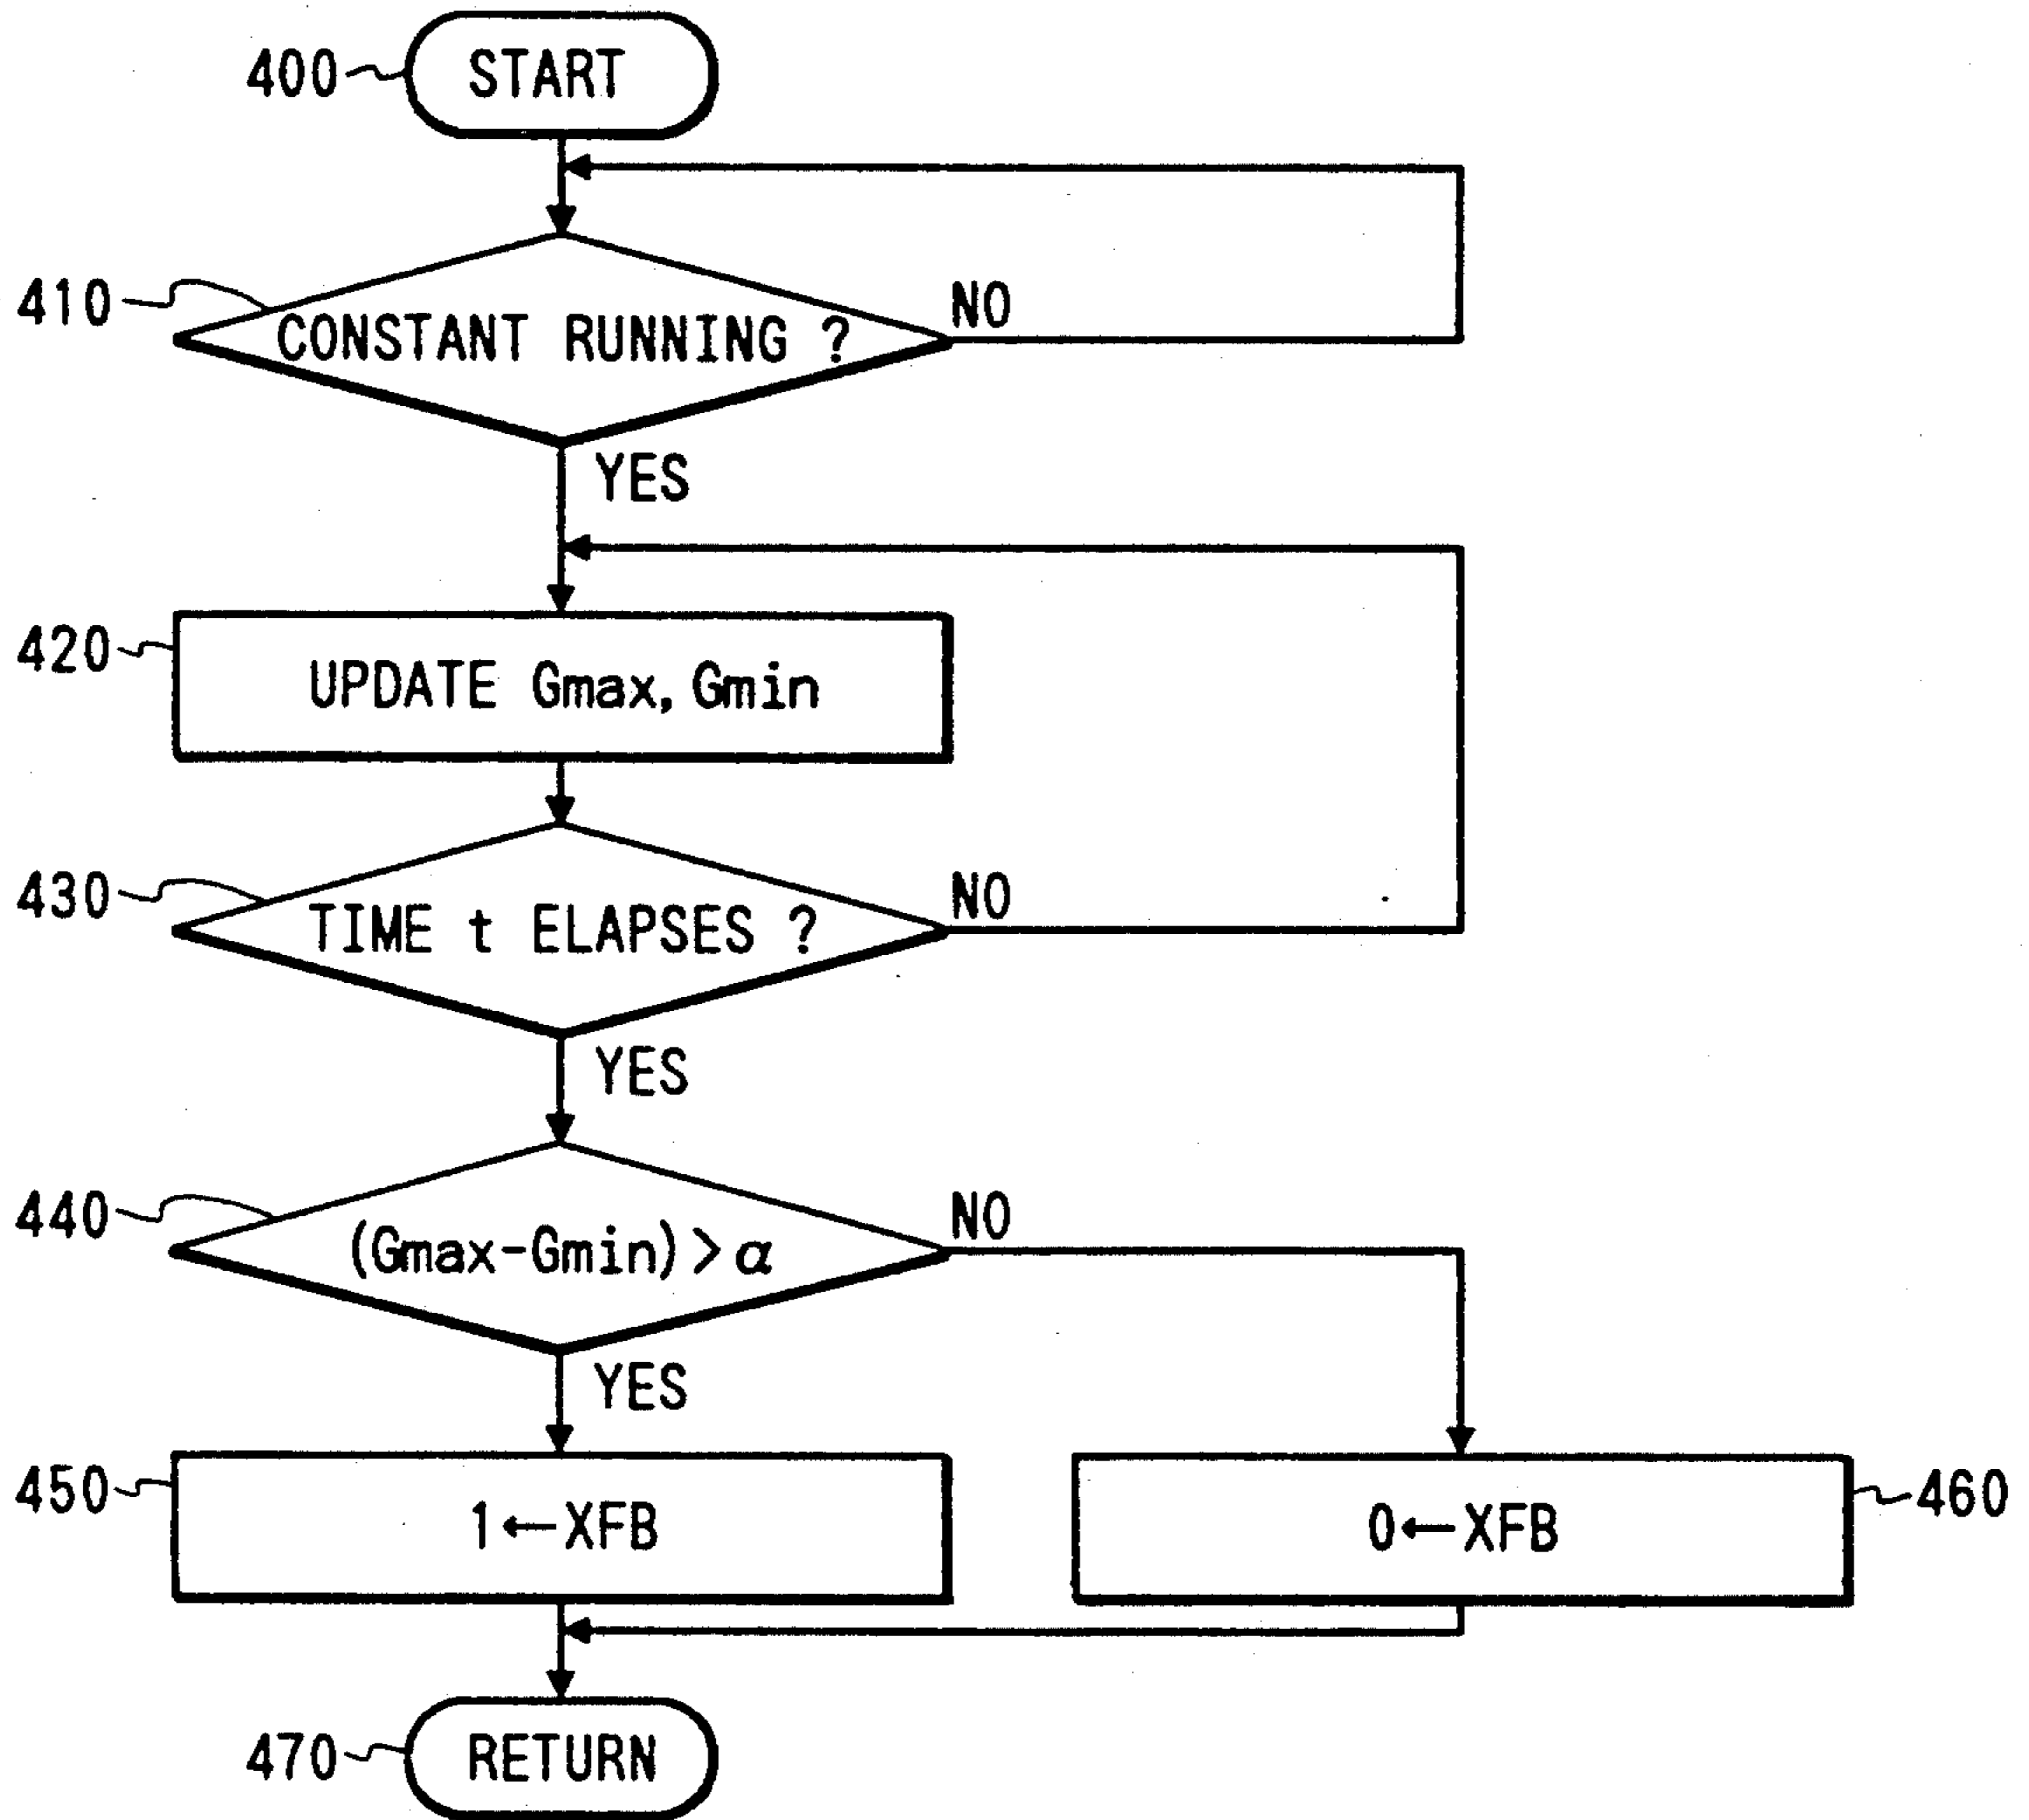 400
START
410
CONSTANT RUNNING ?
NO
YES
420
UPDATE Gmax, Gmin
430
TIME t ELAPSES ?
NO
YES
440
(Gmax-Gmin)>α
NO
YES
450
1←XFB
0←XFB
460
470
RETURN